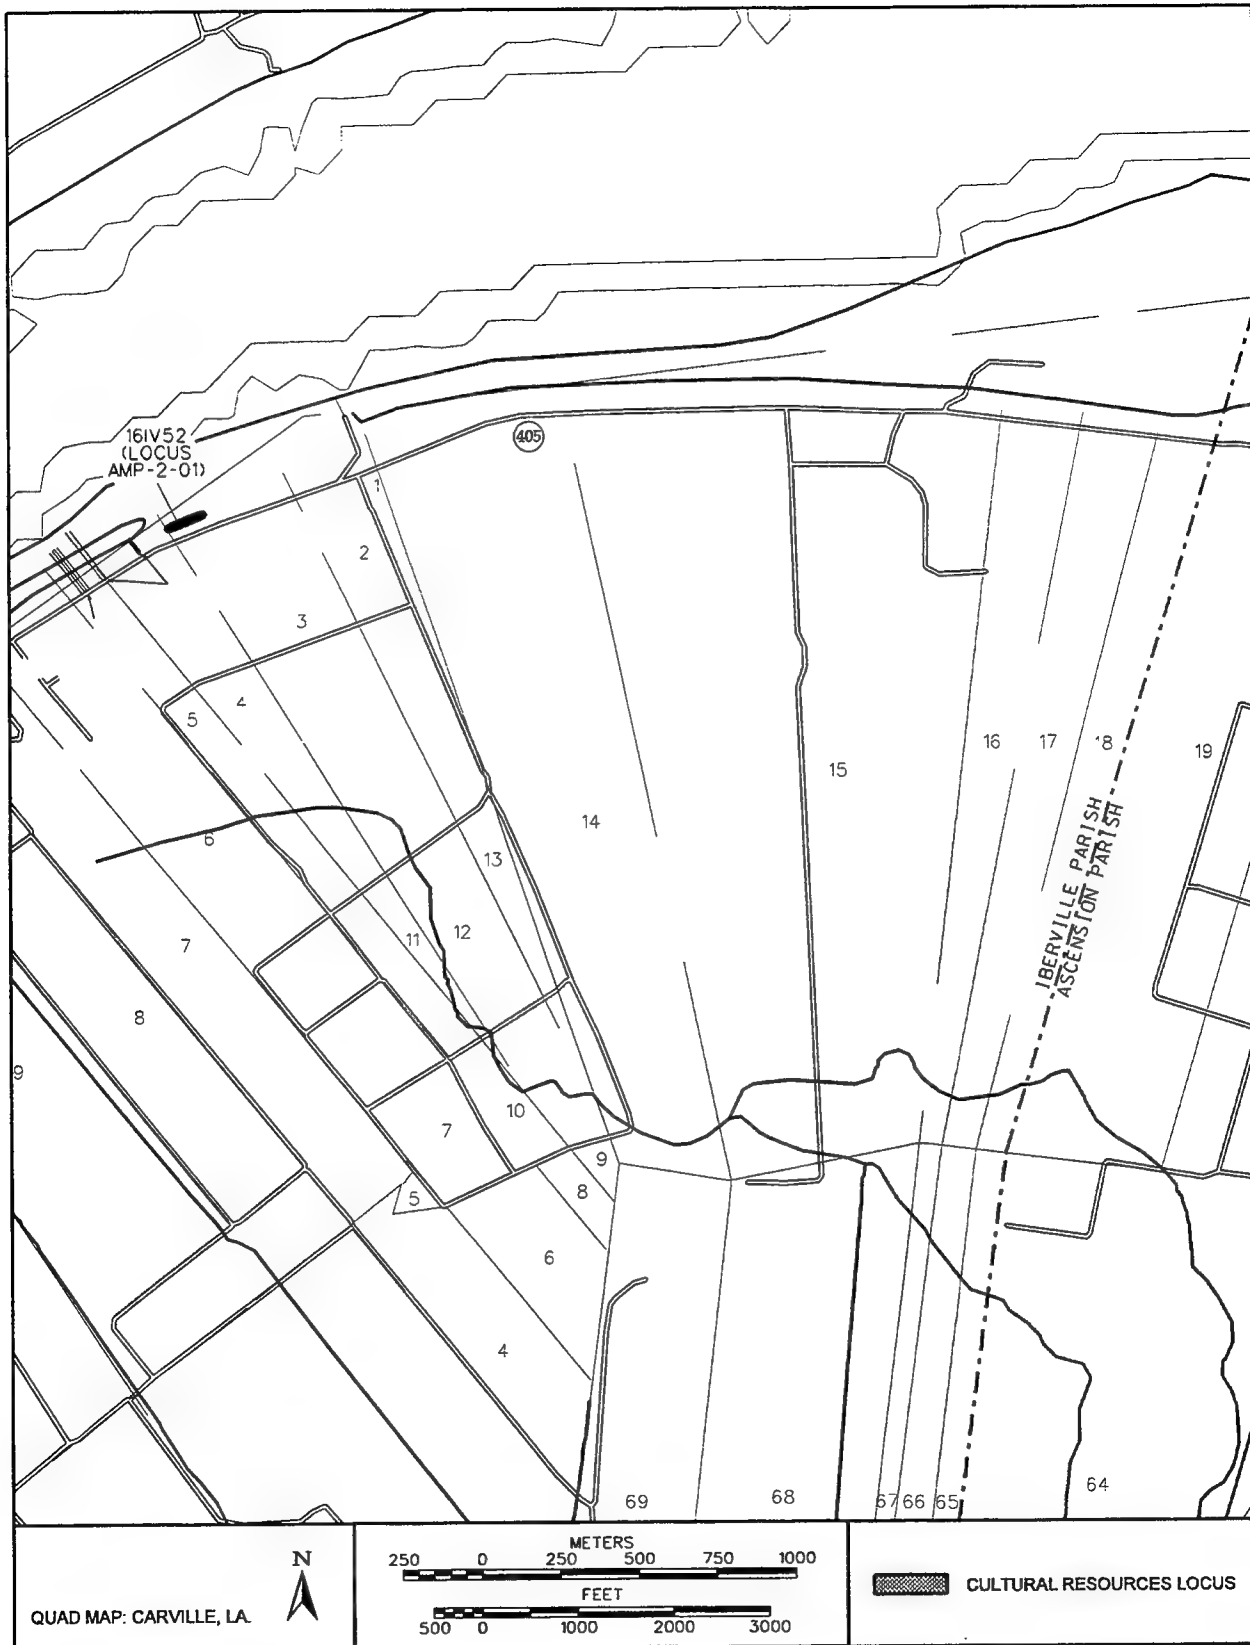 405
16IV52
(LOCUS
AMP-2-01)
1
2
3
4
5
16
17
18
19
15
14
6
13
IBERVILLE PARISH
ASCENSION PARISH
12
11
7
8
9
10
7
9
8
5
6
4
64
69
68
67
66
65
N
QUAD MAP: CARVILLE, LA.
METERS
250 0 250 500 750 1000
FEET
500 0 1000 2000 3000
CULTURAL RESOURCES LOCUS